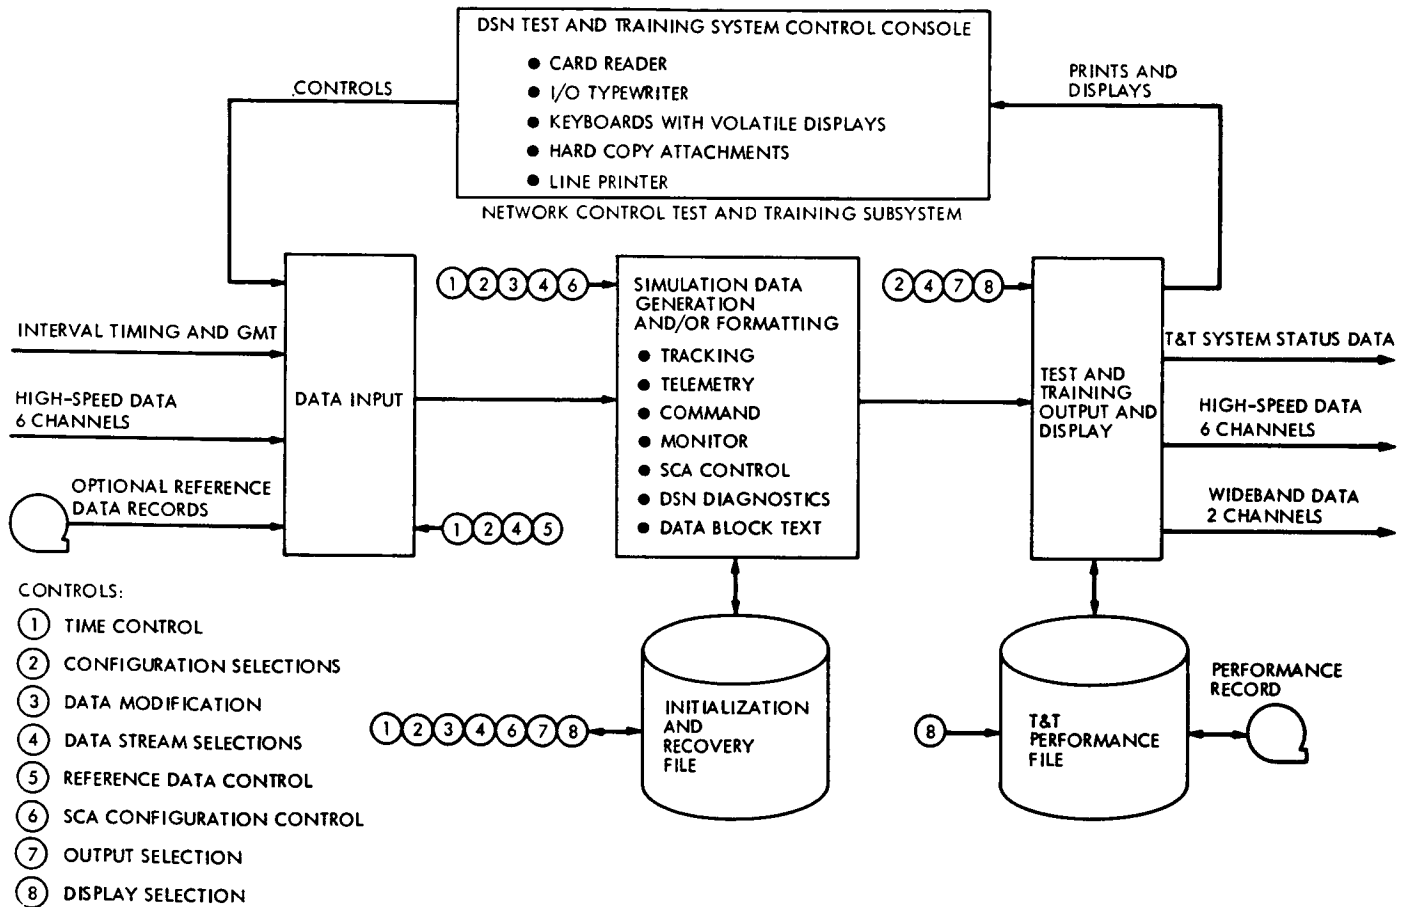 DSN TEST AND TRAINING SYSTEM CONTROL CONSOLE
● CARD READER
● I/O TYPEWRITER
● KEYBOARDS WITH VOLATILE DISPLAYS
● HARD COPY ATTACHMENTS
● LINE PRINTER
NETWORK CONTROL TEST AND TRAINING SUBSYSTEM
CONTROLS
PRINTS AND
DISPLAYS
INTERVAL TIMING AND GMT
HIGH-SPEED DATA
6 CHANNELS
OPTIONAL REFERENCE
DATA RECORDS
DATA INPUT
1 2 4 5
1 2 3 4 6
SIMULATION DATA
GENERATION
AND/OR FORMATTING
● TRACKING
● TELEMETRY
● COMMAND
● MONITOR
● SCA CONTROL
● DSN DIAGNOSTICS
● DATA BLOCK TEXT
2 4 7 8
TEST AND
TRAINING
OUTPUT AND
DISPLAY
T&T SYSTEM STATUS DATA
HIGH-SPEED DATA
6 CHANNELS
WIDEBAND DATA
2 CHANNELS
CONTROLS:
1 TIME CONTROL
2 CONFIGURATION SELECTIONS
3 DATA MODIFICATION
4 DATA STREAM SELECTIONS
5 REFERENCE DATA CONTROL
6 SCA CONFIGURATION CONTROL
7 OUTPUT SELECTION
8 DISPLAY SELECTION
1 2 3 4 6 7 8
INITIALIZATION
AND
RECOVERY
FILE
8
T&T
PERFORMANCE
FILE
PERFORMANCE
RECORD